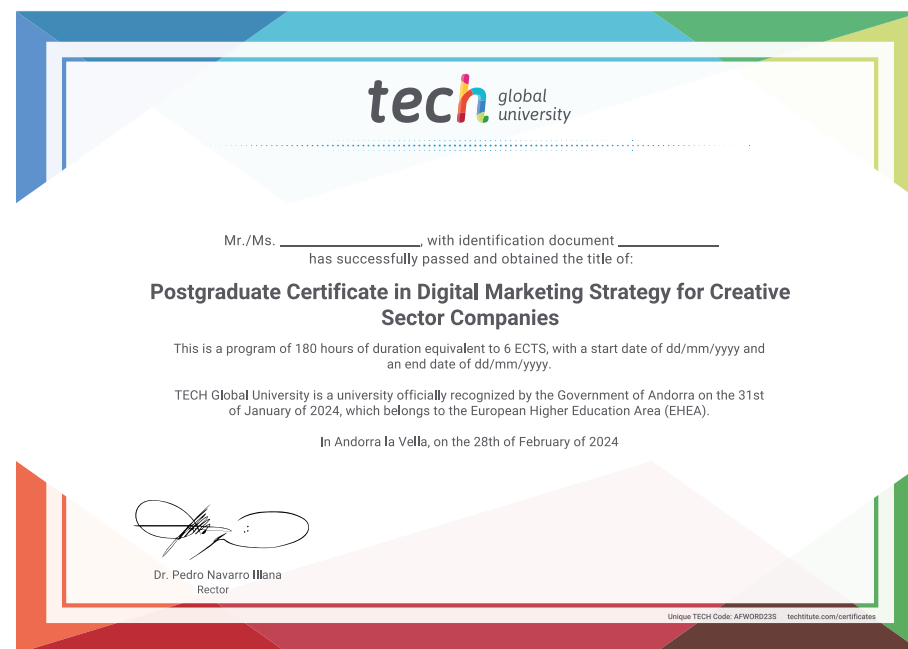 tech global university
Mr./Ms. ____________________, with identification document ______________
has successfully passed and obtained the title of:
Postgraduate Certificate in Digital Marketing Strategy for Creative
Sector Companies
This is a program of 180 hours of duration equivalent to 6 ECTS, with a start date of dd/mm/yyyy and
an end date of dd/mm/yyyy.
TECH Global University is a university officially recognized by the Government of Andorra on the 31st
of January of 2024, which belongs to the European Higher Education Area (EHEA).
In Andorra la Vella, on the 28th of February of 2024
Dr. Pedro Navarro Illana
Rector
Unique TECH Code: AFWORD23S techtitute.com/certificates